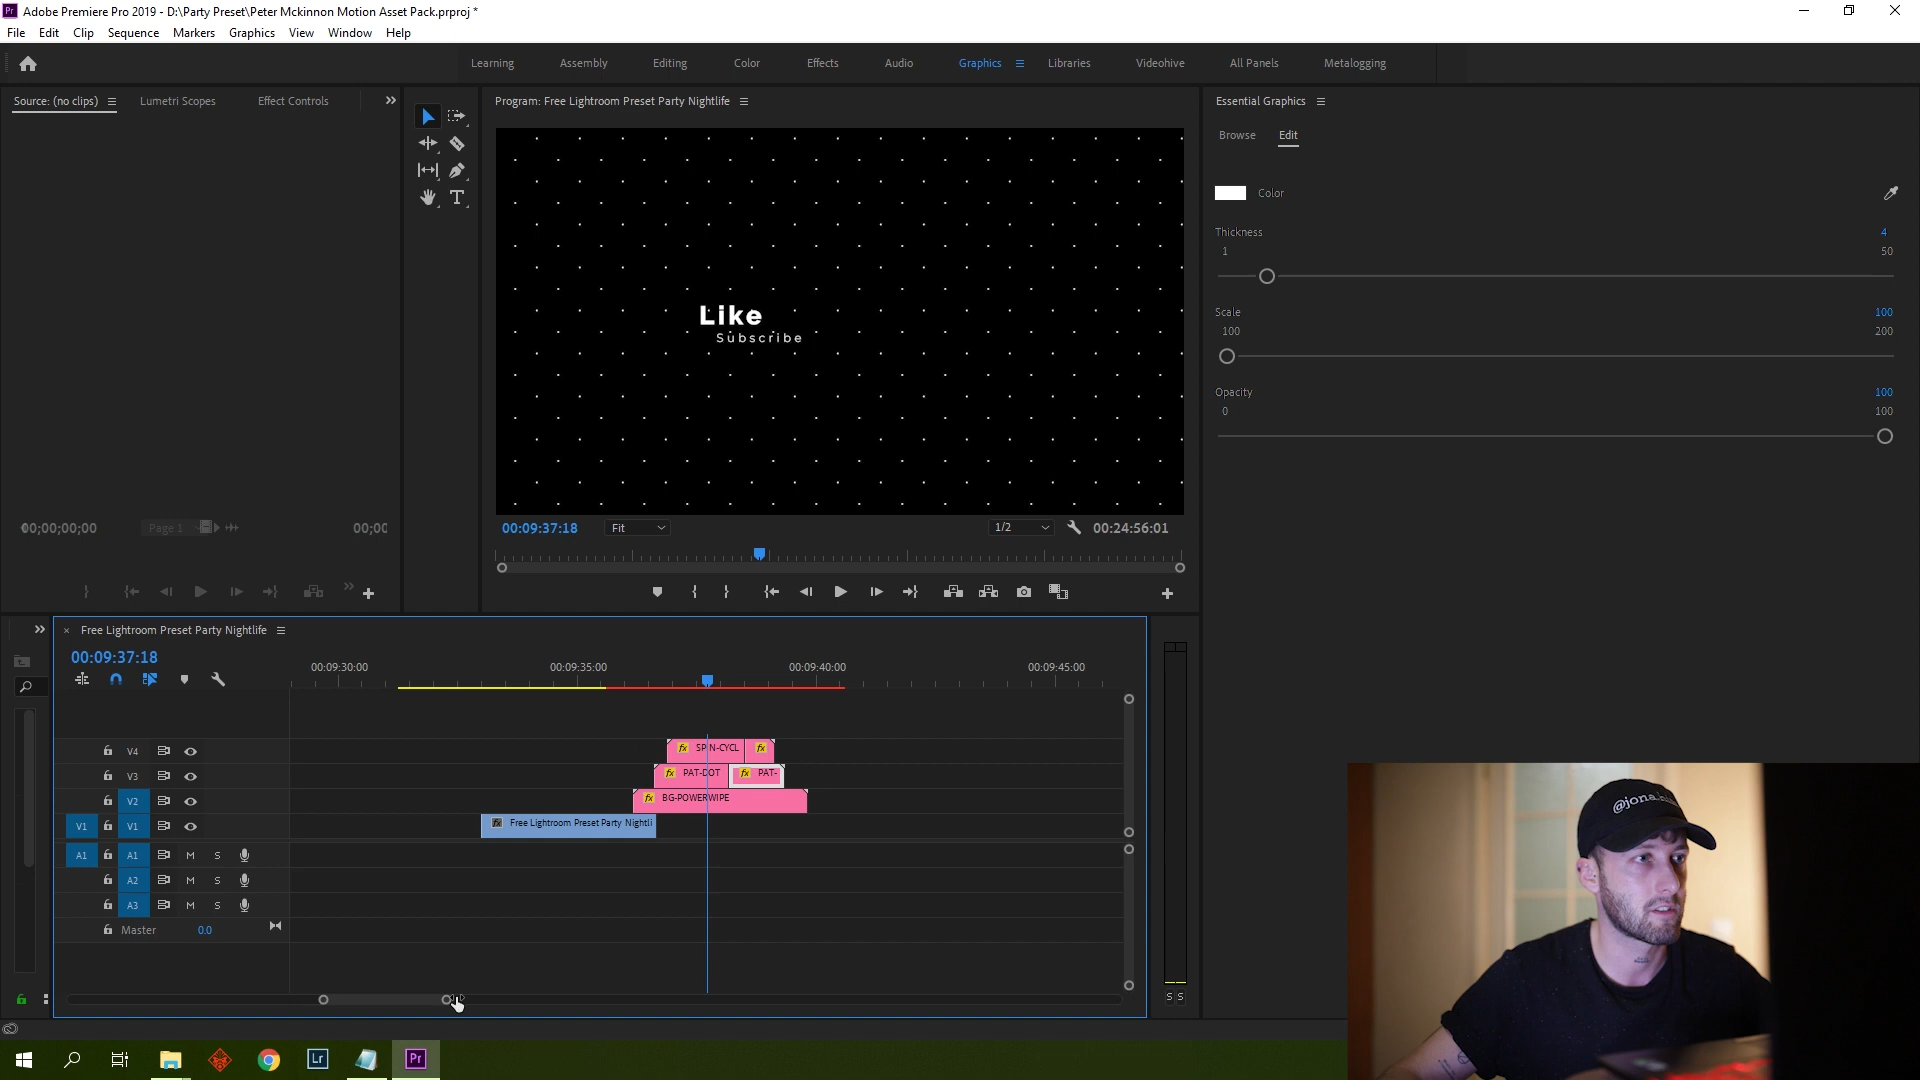 Pr Adobe Premiere Pro 2019 - D:\Party Preset\Peter Mckinnon Motion Asset Pack.prproj *
File Edit Clip Sequence Markers Graphics View Window Help
Learning Assembly Editing Color Effects Audio Graphics Libraries Videohive All Panels Metalogging
Source: (no clips) Lumetri Scopes Effect Controls
Program: Free Lightroom Preset Party Nightlife
Essential Graphics
Browse Edit
Color
Thickness 4
1 50
Scale 100
100 200
Opacity 100
0 100
Like
Subscribe
00;00;00;00 Page 1 00;00
00:09:37:18 Fit 1/2 00:24:56:01
Free Lightroom Preset Party Nightlife
00:09:37:18
00:09:30:00 00:09:35:00 00:09:40:00 00:09:45:00
V4 fx SPIN-CYCL fx
V3 fx PAT-DOT fx PAT-
V2 fx BG-POWERWIPE
V1 V1 fx Free Lightroom Preset Party Nightli
A1 A1 M S
A2 M S
A3 M S
Master 0.0
S S
Lr Pr